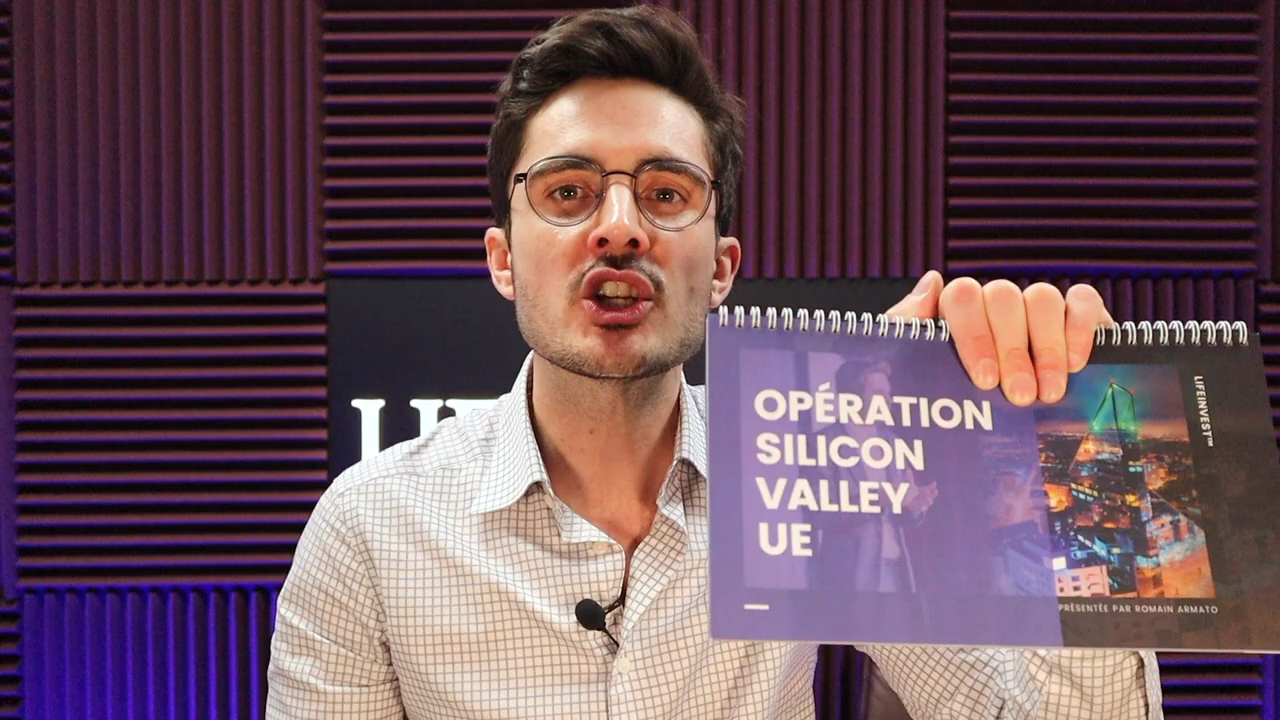 OPÉRATION
SILICON
VALLEY
UE
LIFEINVEST™
PRÉSENTÉE PAR ROMAIN ARMATO